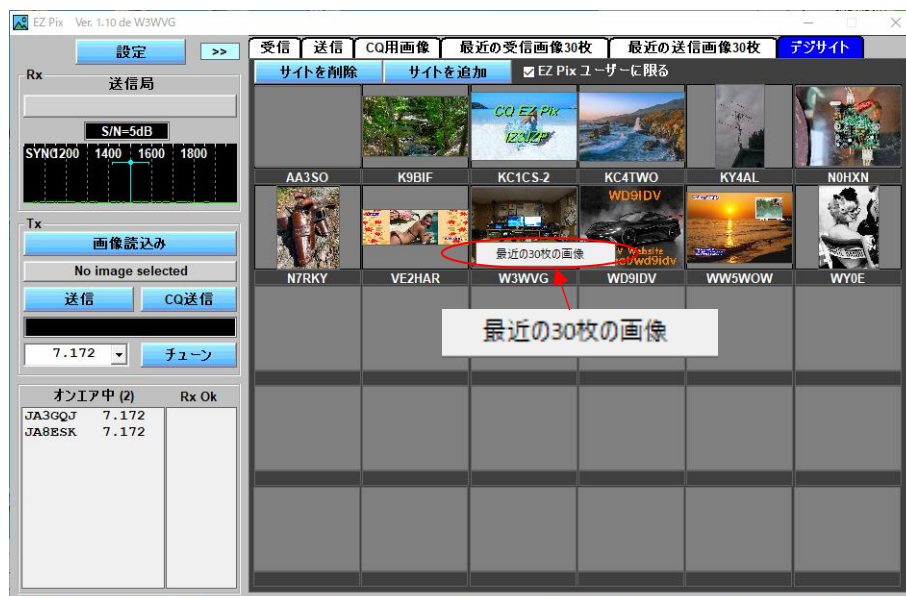 EZ Pix Ver. 1.10 de W3WVG
設定
>>
受信
送信
CQ用画像
最近の受信画像30枚
最近の送信画像30枚
デジサイト
サイトを削除
サイトを追加
EZ Pix ユーザーに限る
Rx
送信局
S/N=5dB
SYNC 1200 1400 1600 1800
Tx
画像読込み
No image selected
送信
CQ送信
7.172
チューン
オンエア中 (2)
Rx Ok
JA3GQJ 7.172
JA8ESK 7.172
CQ EZ Pix
IZ3IZP
AA3SO
K9BIF
KC1CS-2
KC4TWO
KY4AL
N0HXN
WD9IDV
最近の30枚の画像
Website
N7RKY
VE2HAR
W3WVG
WD9IDV
WW5WOW
WY0E
最近の30枚の画像